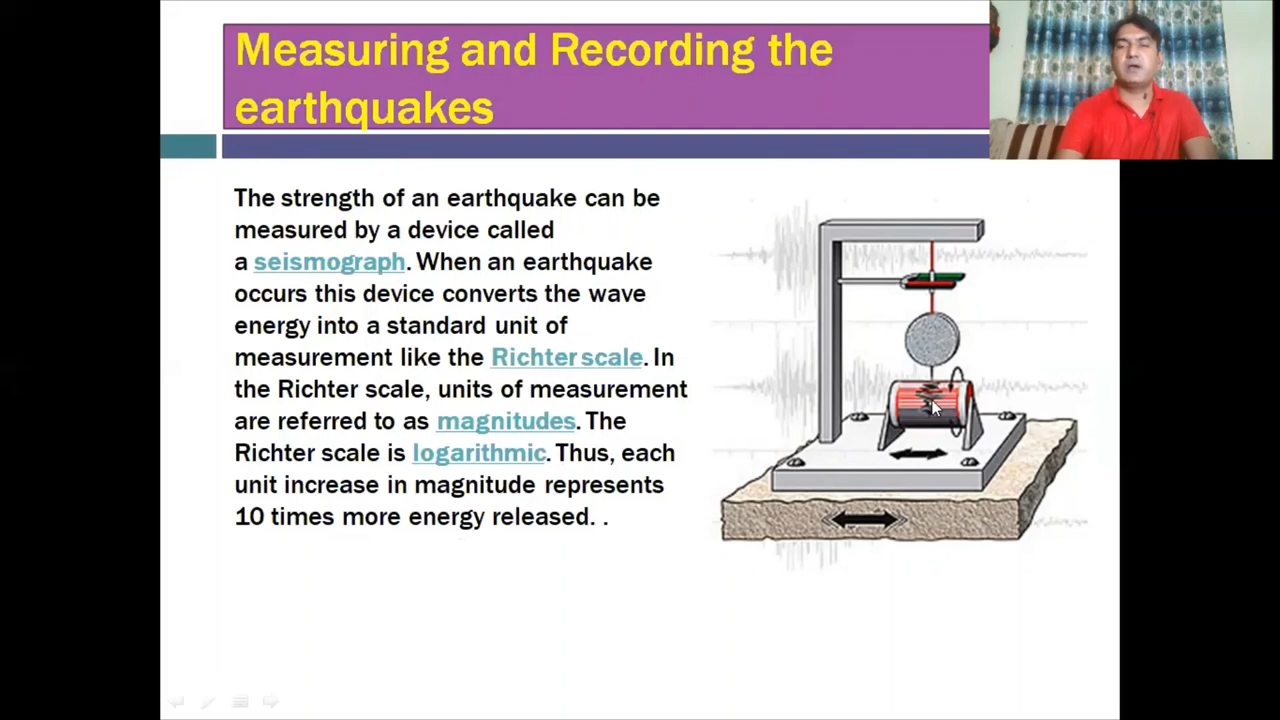 Measuring and Recording the
earthquakes
The strength of an earthquake can be
measured by a device called
a seismograph. When an earthquake
occurs this device converts the wave
energy into a standard unit of
measurement like the Richter scale. In
the Richter scale, units of measurement
are referred to as magnitudes. The
Richter scale is logarithmic. Thus, each
unit increase in magnitude represents
10 times more energy released. .